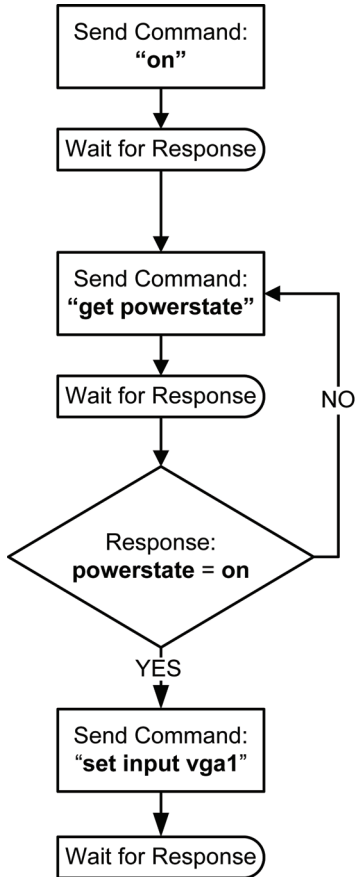 Send Command:
“on”
Wait for Response
Send Command:
“get powerstate”
Wait for Response
NO
Response:
powerstate = on
YES
Send Command:
“set input vga1”
Wait for Response